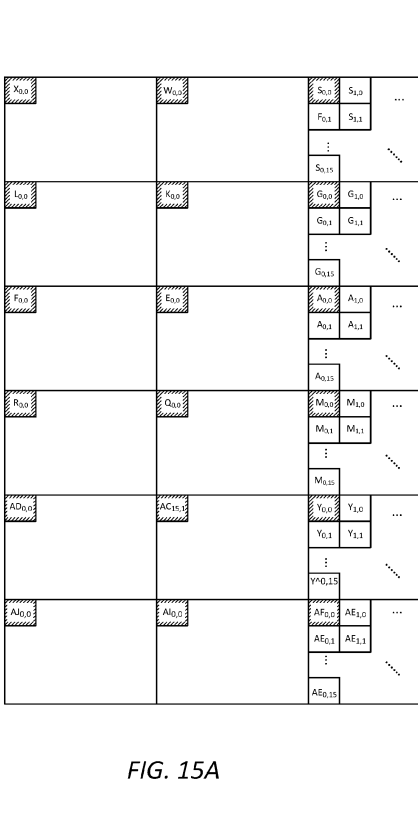 X0,0 W0,0 S0,0 S1,0 ...
F0,1 S1,1
⋮
S0,15
L0,0 K0,0 G0,0 G1,0 ...
G0,1 G1,1
⋮
G0,15
F0,0 E0,0 A0,0 A1,0 ...
A0,1 A1,1
⋮
A0,15
R0,0 Q0,0 M0,0 M1,0 ...
M0,1 M1,1
⋮
M0,15
AD0,0 AC15,1 Y0,0 Y1,0 ...
Y0,1 Y1,1
⋮
Y^0,15
AJ0,0 AI0,0 AF0,0 AE1,0 ...
AE0,1 AE1,1
⋮
AE0,15
FIG. 15A